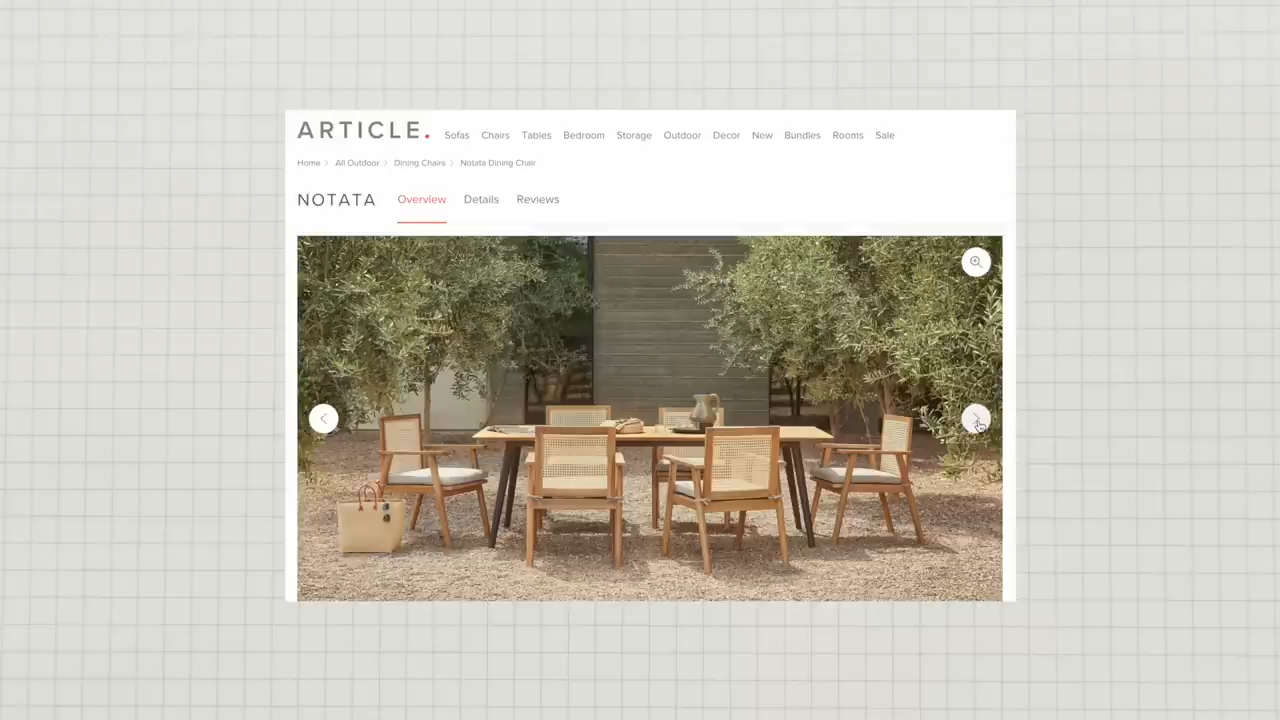 ARTICLE. Sofas Chairs Tables Bedroom Storage Outdoor Decor New Bundles Rooms Sale
Home > All Outdoor > Dining Chairs > Notata Dining Chair
NOTATA Overview Details Reviews